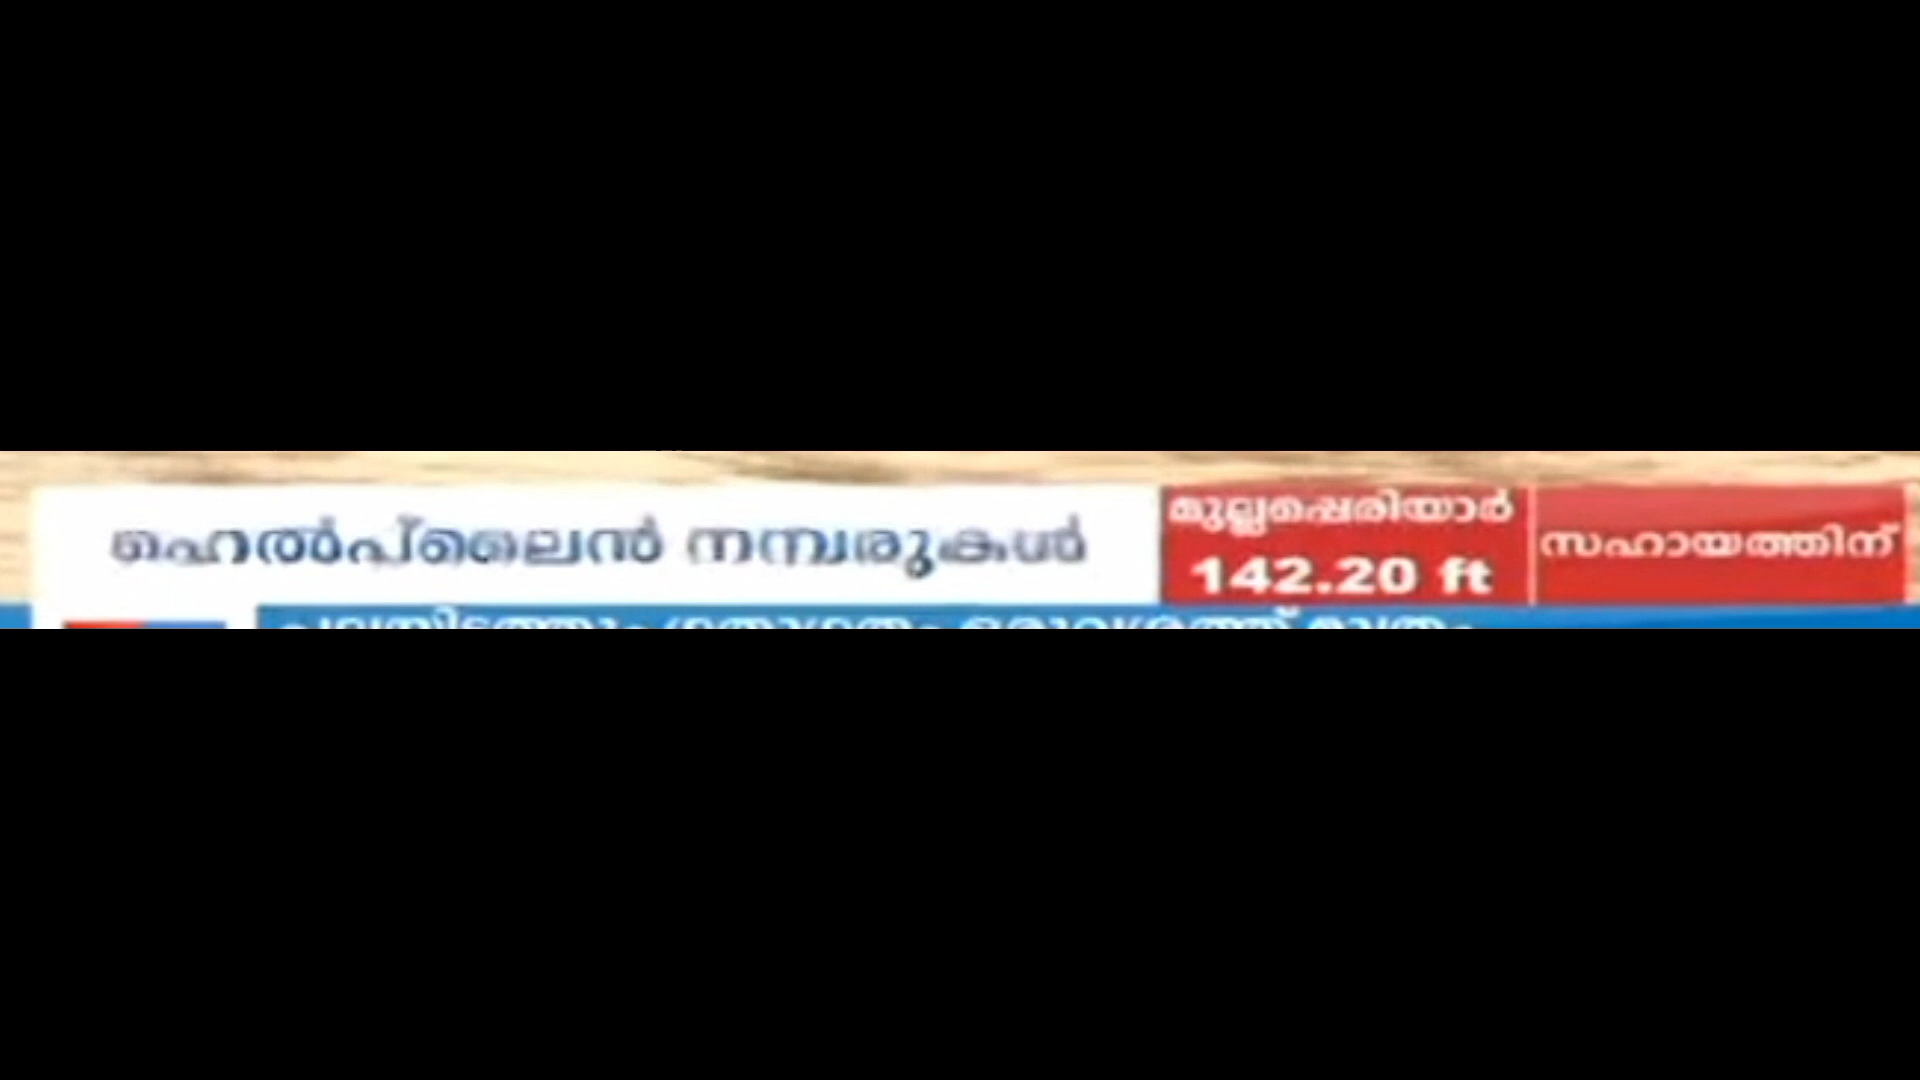 ഹെൽപ്ലൈൻ നമ്പരുകൾ
മുല്ലപ്പെരിയാർ
142.20 ft
സഹായത്തിന്